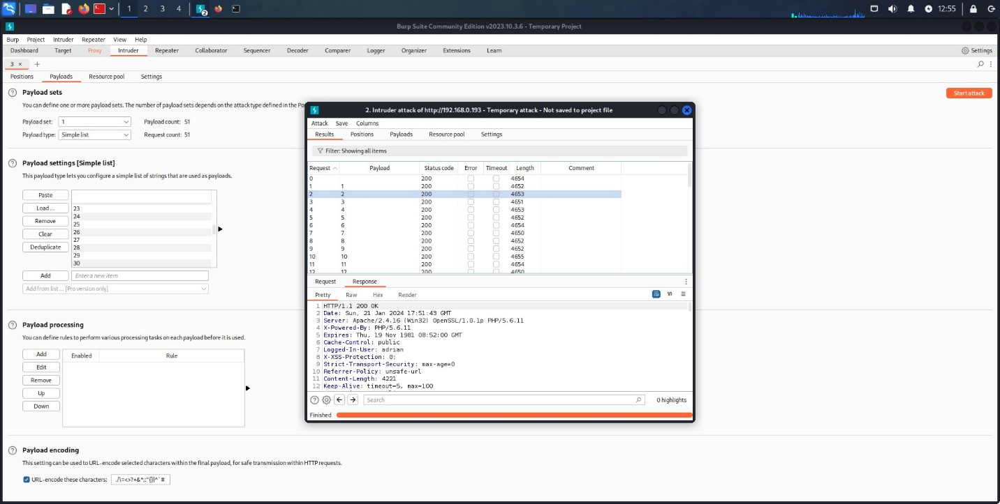 1 2 3 4 2 12:55
Burp Suite Community Edition v2023.10.3.6 - Temporary Project
Burp Project Intruder Repeater View Help
Dashboard Target Proxy Intruder Repeater Collaborator Sequencer Decoder Comparer Logger Organizer Extensions Learn Settings
3 × +
Positions Payloads Resource pool Settings
? Payload sets
Start attack
You can define one or more payload sets. The number of payload sets depends on the attack type defined in the Po
Payload set: 1 Payload count: 51
Payload type: Simple list Request count: 51
? Payload settings [Simple list]
This payload type lets you configure a simple list of strings that are used as payloads.
Paste
Load ...
Remove
Clear
Deduplicate
23
24
25
26
27
28
29
30
Add Enter a new item
Add from list ... [Pro version only]
? Payload processing
You can define rules to perform various processing tasks on each payload before it is used.
Add
Edit
Remove
Up
Down
Enabled Rule
? Payload encoding
This setting can be used to URL-encode selected characters within the final payload, for safe transmission within HTTP requests.
URL-encode these characters: ./\=<>?+&*;:"{}|^`#
2. Intruder attack of http://192.168.0.193 - Temporary attack - Not saved to project file
Attack Save Columns
Results Positions Payloads Resource pool Settings
Filter: Showing all items
Request Payload Status code Error Timeout Length Comment
0 200 4654
1 1 200 4652
2 2 200 4653
3 3 200 4651
4 4 200 4653
5 5 200 4652
6 6 200 4654
7 7 200 4650
8 8 200 4652
9 9 200 4652
10 10 200 4655
11 11 200 4654
12 12 200 4650
Request Response
Pretty Raw Hex Render \n
1 HTTP/1.1 200 OK
2 Date: Sun, 21 Jan 2024 17:51:43 GMT
3 Server: Apache/2.4.16 (Win32) OpenSSL/1.0.1p PHP/5.6.11
4 X-Powered-By: PHP/5.6.11
5 Expires: Thu, 19 Nov 1981 08:52:00 GMT
6 Cache-Control: public
7 Logged-In-User: adrian
8 X-XSS-Protection: 0;
9 Strict-Transport-Security: max-age=0
10 Referrer-Policy: unsafe-url
11 Content-Length: 4221
12 Keep-Alive: timeout=5, max=100
? Search 0 highlights
Finished